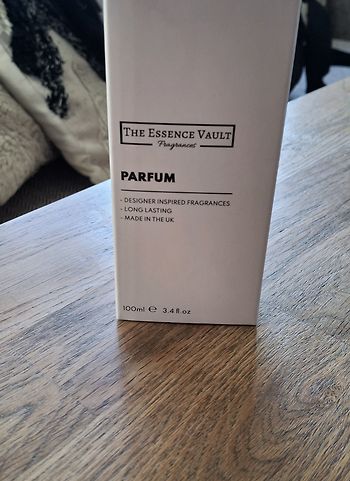 THE ESSENCE VAULT
Fragrances
PARFUM
- DESIGNER INSPIRED FRAGRANCES
- LONG LASTING
- MADE IN THE UK
100ml ℮ 3.4 fl.oz